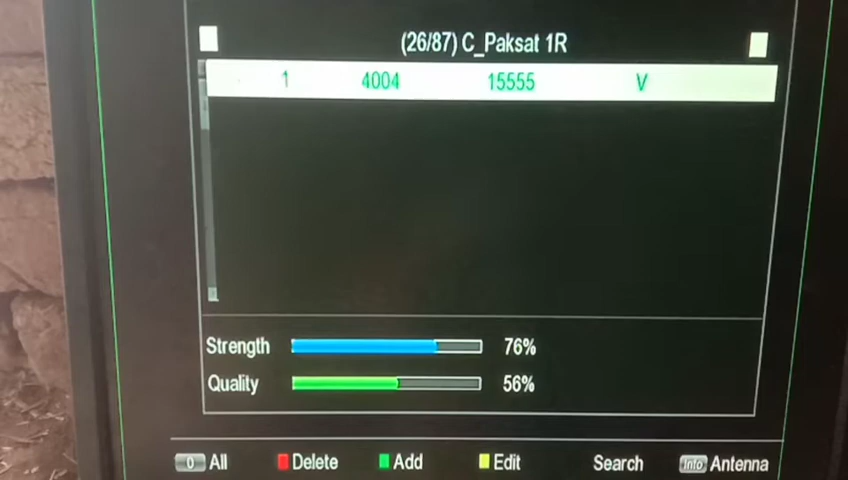 (26/87) C_Paksat 1R
1 4004 15555 V
Strength 76%
Quality 56%
0 All Delete Add Edit Search Info Antenna